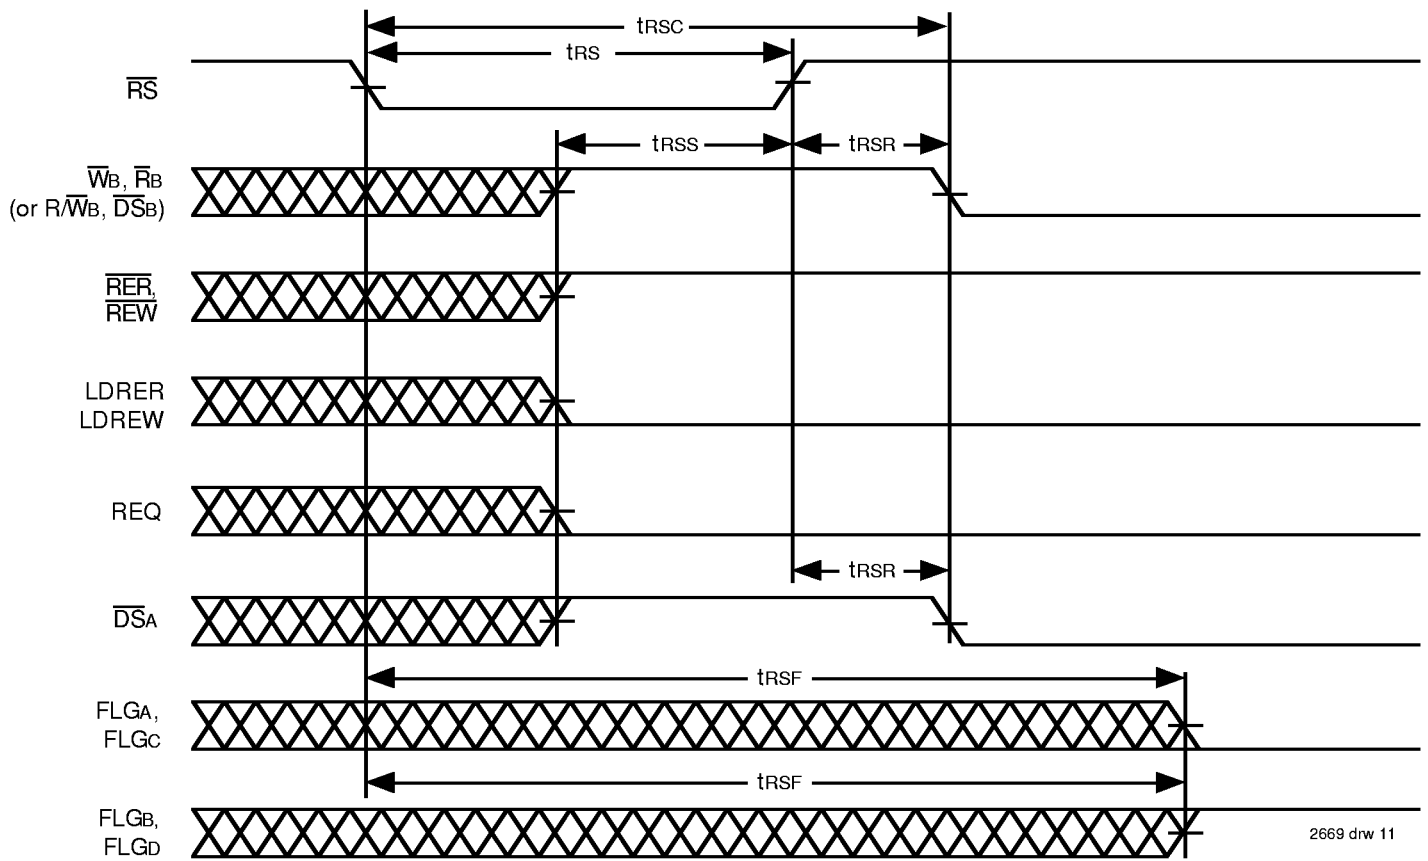 tRSC
tRS
RS
tRSS
tRSR
WB, RB
(or R/WB, DSB)
RER,
REW
LDRER
LDREW
REQ
tRSR
DSA
tRSF
FLGA,
FLGC
tRSF
FLGB,
FLGD
2669 drw 11